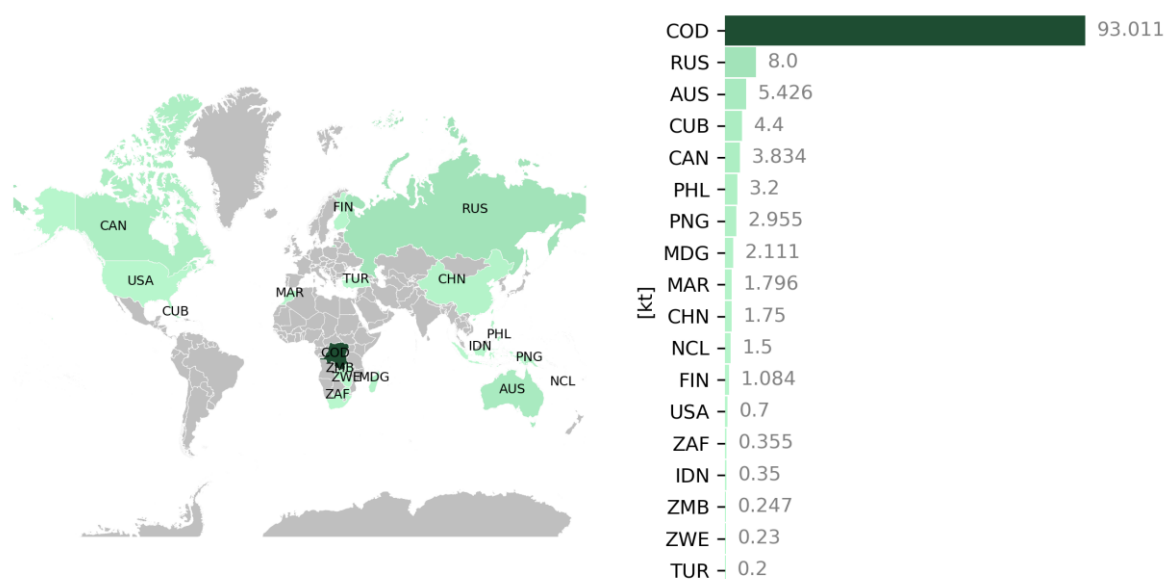 CAN
USA
CUB
FIN
RUS
TUR
CHN
MAR
PHL
IDN
PNG
COD
ZMB
ZWE
MDG
ZAF
AUS
NCL
[kt]
COD 93.011
RUS 8.0
AUS 5.426
CUB 4.4
CAN 3.834
PHL 3.2
PNG 2.955
MDG 2.111
MAR 1.796
CHN 1.75
NCL 1.5
FIN 1.084
USA 0.7
ZAF 0.355
IDN 0.35
ZMB 0.247
ZWE 0.23
TUR 0.2